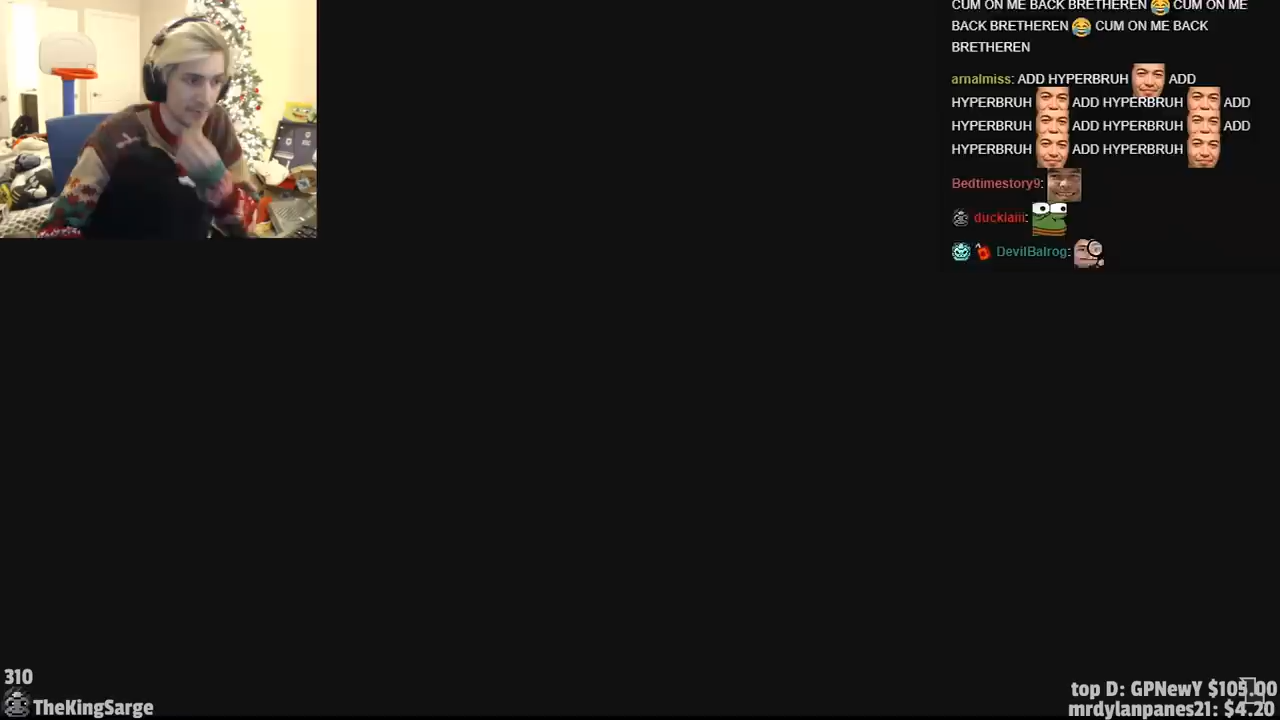 CUM ON ME BACK BRETHEREN 😂 CUM ON ME
BACK BRETHEREN 😂 CUM ON ME BACK
BRETHEREN
arnalmiss: ADD HYPERBRUH ADD
HYPERBRUH ADD HYPERBRUH ADD
HYPERBRUH ADD HYPERBRUH ADD
HYPERBRUH ADD HYPERBRUH
Bedtimestory9:
ducklaiii:
DevilBalrog:
310
TheKingSarge
top D: GPNewY $105.00
mrdylanpanes21: $4.20